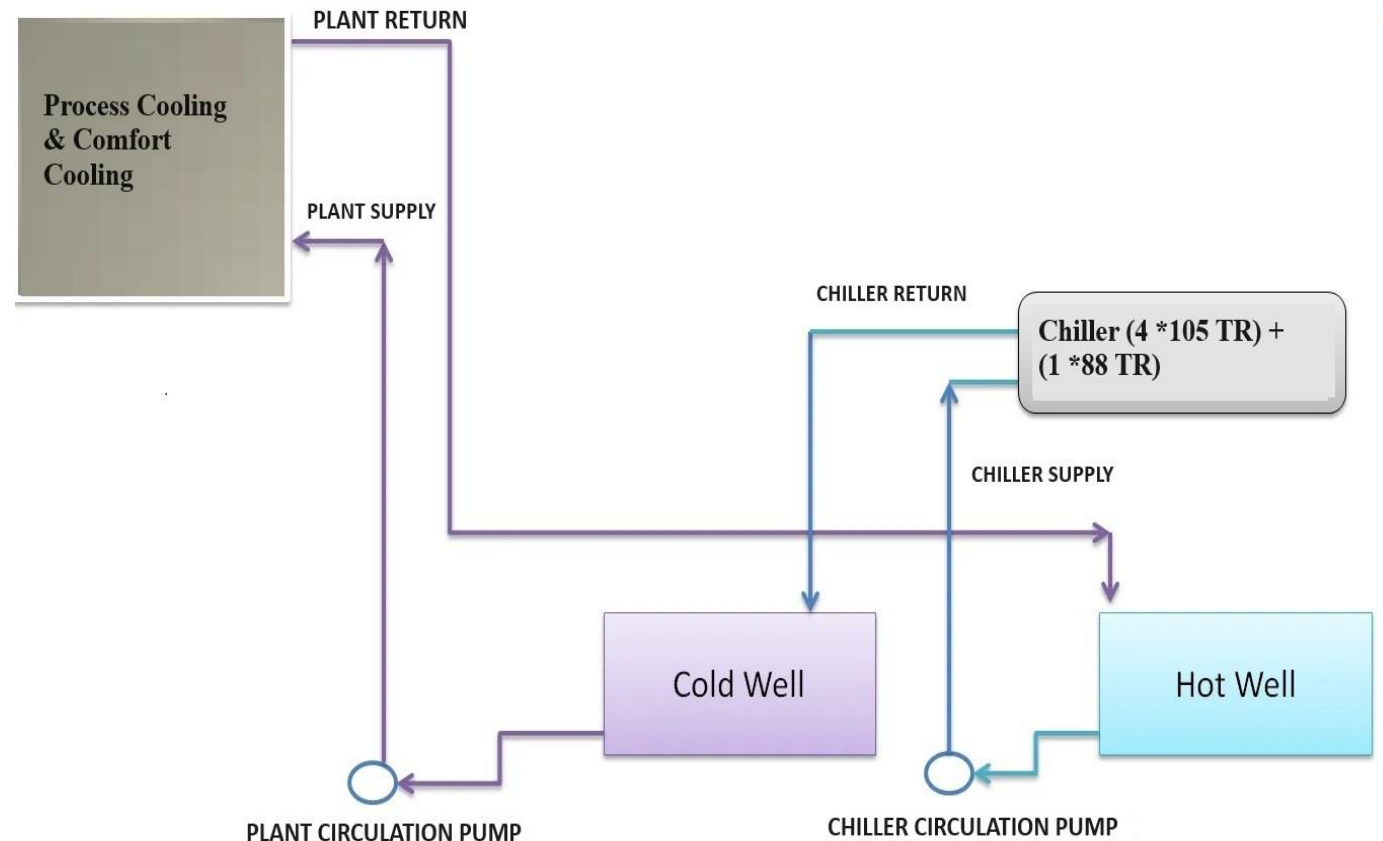 PLANT RETURN
Process Cooling
& Comfort
Cooling
PLANT SUPPLY
CHILLER RETURN
Chiller (4 *105 TR) +
(1 *88 TR)
CHILLER SUPPLY
Cold Well
Hot Well
PLANT CIRCULATION PUMP
CHILLER CIRCULATION PUMP